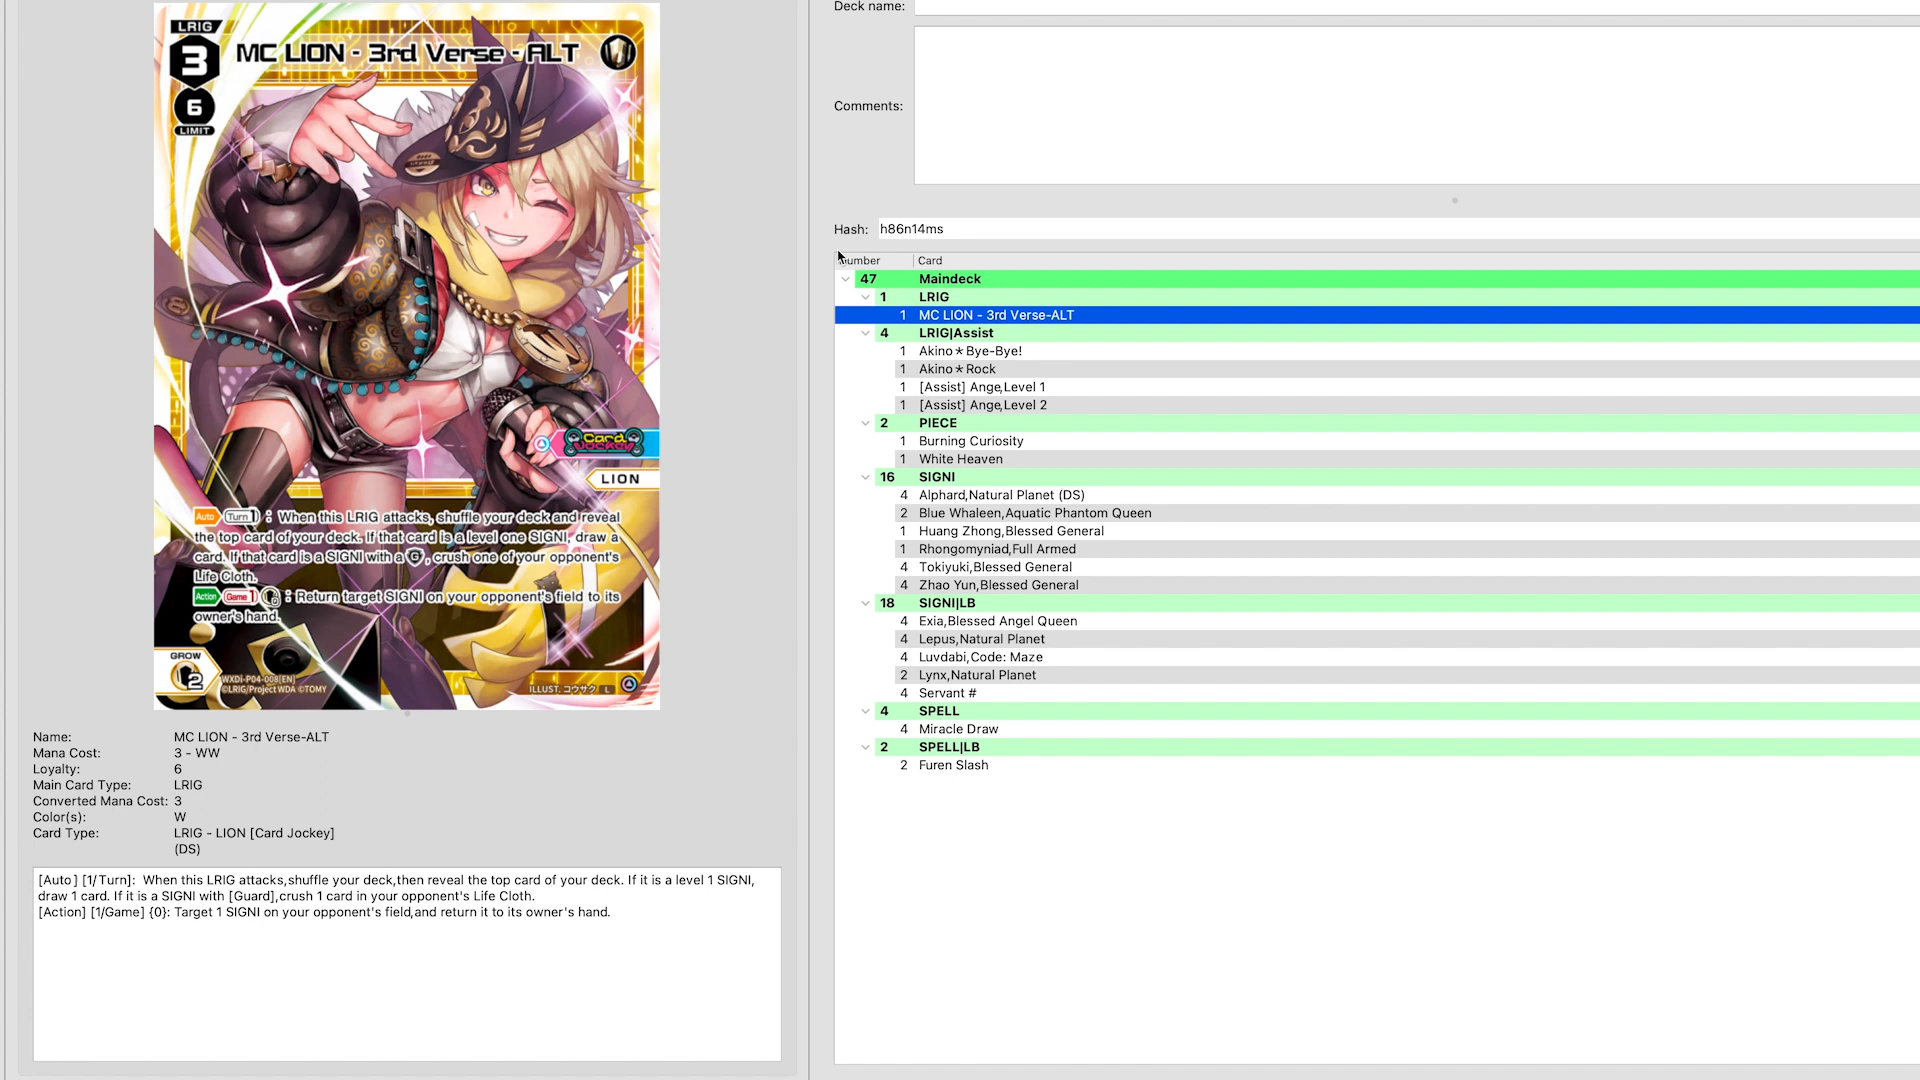 LRIG
3
MC LION - 3rd Verse - ALT
6
LIMIT
Card
Jockey
LION
Auto Turn 1 : When this LRIG attacks, shuffle your deck and reveal
the top card of your deck. If that card is a level one SIGNI, draw a
card. If that card is a SIGNI with a G, crush one of your opponent's
Life Cloth.
Action Game 1 0 : Return target SIGNI on your opponent's field to its
owner's hand.
GROW
2
WXDi-P04-008[EN]
©LRIG/Project WDA ©TOMY
ILLUST. コウサク L
Name: MC LION - 3rd Verse-ALT
Mana Cost: 3 - WW
Loyalty: 6
Main Card Type: LRIG
Converted Mana Cost: 3
Color(s): W
Card Type: LRIG - LION [Card Jockey]
(DS)
[Auto] [1/Turn]: When this LRIG attacks,shuffle your deck,then reveal the top card of your deck. If it is a level 1 SIGNI,
draw 1 card. If it is a SIGNI with [Guard],crush 1 card in your opponent's Life Cloth.
[Action] [1/Game] {0}: Target 1 SIGNI on your opponent's field,and return it to its owner's hand.
Deck name:
Comments:
Hash: h86n14ms
Number Card
47 Maindeck
1 LRIG
1 MC LION - 3rd Verse-ALT
4 LRIG|Assist
1 Akino＊Bye-Bye!
1 Akino＊Rock
1 [Assist] Ange,Level 1
1 [Assist] Ange,Level 2
2 PIECE
1 Burning Curiosity
1 White Heaven
16 SIGNI
4 Alphard,Natural Planet (DS)
2 Blue Whaleen,Aquatic Phantom Queen
1 Huang Zhong,Blessed General
1 Rhongomyniad,Full Armed
4 Tokiyuki,Blessed General
4 Zhao Yun,Blessed General
18 SIGNI|LB
4 Exia,Blessed Angel Queen
4 Lepus,Natural Planet
4 Luvdabi,Code: Maze
2 Lynx,Natural Planet
4 Servant #
4 SPELL
4 Miracle Draw
2 SPELL|LB
2 Furen Slash